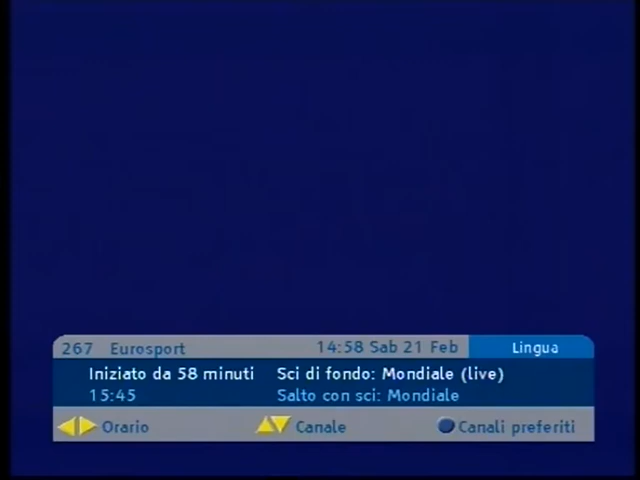 267 Eurosport 14:58 Sab 21 Feb Lingua
Iniziato da 58 minuti Sci di fondo: Mondiale (live)
15:45 Salto con sci: Mondiale
Orario Canale Canali preferiti